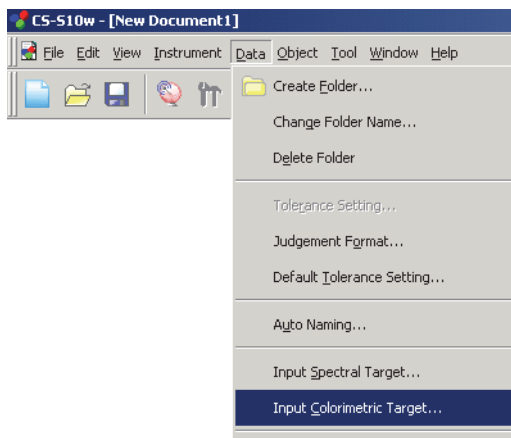 CS-S10w - [New Document1]
File Edit View Instrument Data Object Tool Window Help
Create Folder...
Change Folder Name...
Delete Folder
Tolerance Setting...
Judgement Format...
Default Tolerance Setting...
Auto Naming...
Input Spectral Target...
Input Colorimetric Target...